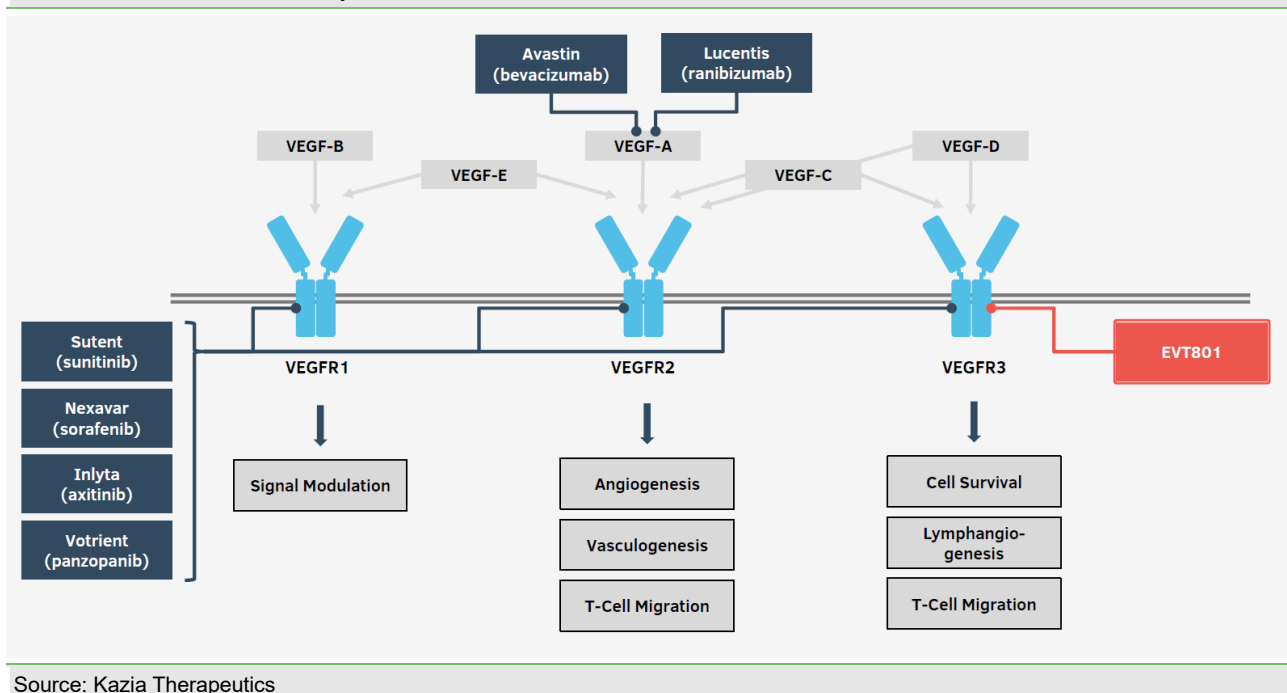 Avastin
(bevacizumab)
Lucentis
(ranibizumab)
VEGF-B
VEGF-A
VEGF-D
VEGF-E
VEGF-C
Sutent
(sunitinib)
Nexavar
(sorafenib)
Inlyta
(axitinib)
Votrient
(panzopanib)
VEGFR1
VEGFR2
VEGFR3
EVT801
Signal Modulation
Angiogenesis
Vasculogenesis
T-Cell Migration
Cell Survival
Lymphangio-
genesis
T-Cell Migration
Source: Kazia Therapeutics